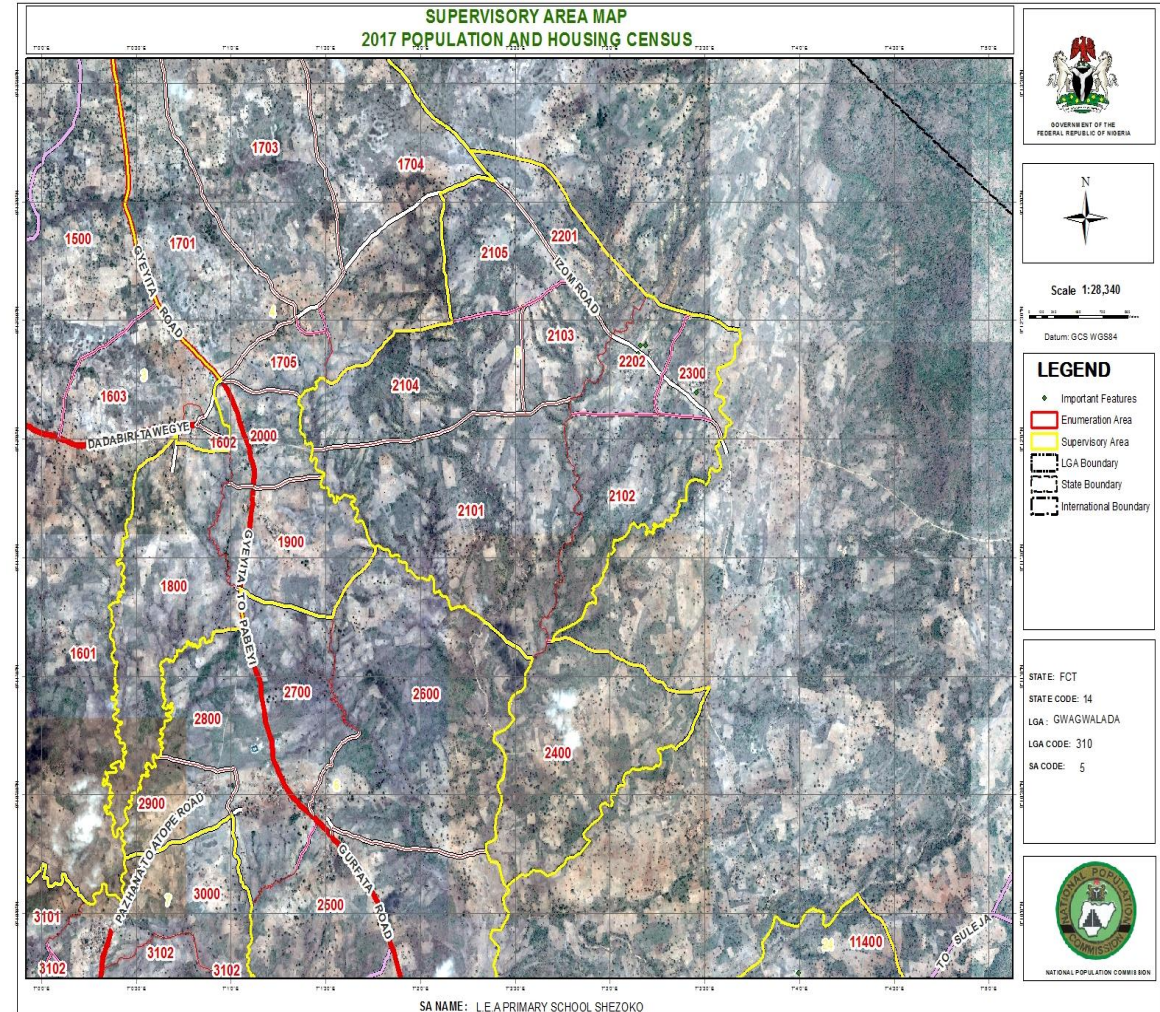 SUPERVISORY AREA MAP
2017 POPULATION AND HOUSING CENSUS
GOVERNMENT OF THE
FEDERAL REPUBLIC OF NIGERIA
N
Scale 1:28,340
Datum: GCS WGS84
LEGEND
Important Features
Enumeration Area
Supervisory Area
LGA Boundary
State Boundary
International Boundary
STATE: FCT
STATE CODE: 14
LGA: GWAGWALADA
LGA CODE: 310
SA CODE: 5
NATIONAL POPULATION
COMMISSION
NATIONAL POPULATION COMMISSION
1703
1704
1500
1701
2105
2201
GYEYITA ROAD
IZOM ROAD
2103
2202
1705
2300
2104
1603
DADABIRI-TAWEGYE
1602
2000
2102
2101
1900
GYEYITA TO PABEYI
1800
1601
2700
2600
2800
2400
2900
PAZHANA TO ATOPE ROAD
3000
2500
GURFATA ROAD
3101
3102
3102
3102
11400
TO SULEJA
SA NAME: L.E.A PRIMARY SCHOOL SHEZOKO